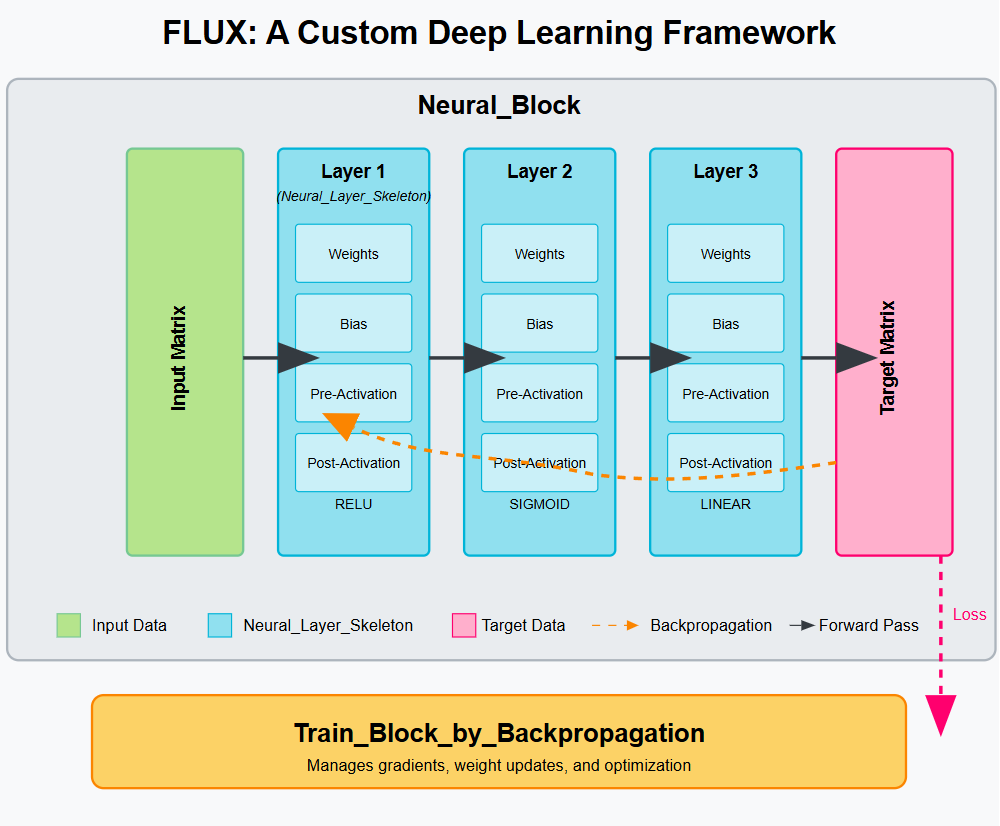 FLUX: A Custom Deep Learning Framework
Neural_Block
Input Matrix
Layer 1
(Neural_Layer_Skeleton)
Weights
Bias
Pre-Activation
Post-Activation
RELU
Layer 2
Weights
Bias
Pre-Activation
Post-Activation
SIGMOID
Layer 3
Weights
Bias
Pre-Activation
Post-Activation
LINEAR
Target Matrix
Input Data
Neural_Layer_Skeleton
Target Data
Backpropagation
Forward Pass
Loss
Train_Block_by_Backpropagation
Manages gradients, weight updates, and optimization